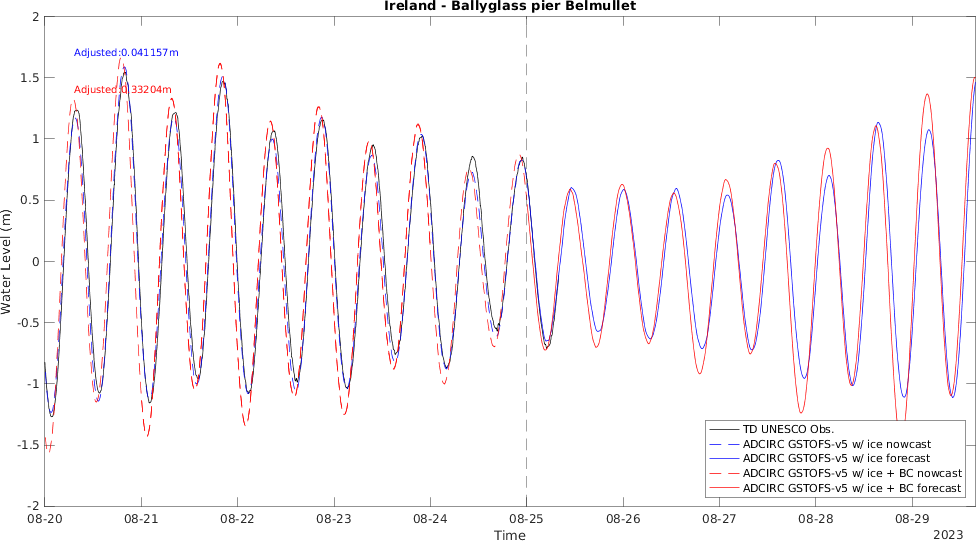 Ireland - Ballyglass pier Belmullet
Adjusted:0.041157m
Adjusted:0.33204m
Water Level (m)
2
1.5
1
0.5
0
-0.5
-1
-1.5
-2
TD UNESCO Obs.
ADCIRC GSTOFS-v5 w/ ice nowcast
ADCIRC GSTOFS-v5 w/ ice forecast
ADCIRC GSTOFS-v5 w/ ice + BC nowcast
ADCIRC GSTOFS-v5 w/ ice + BC forecast
08-20 08-21 08-22 08-23 08-24 08-25 08-26 08-27 08-28 08-29
Time
2023